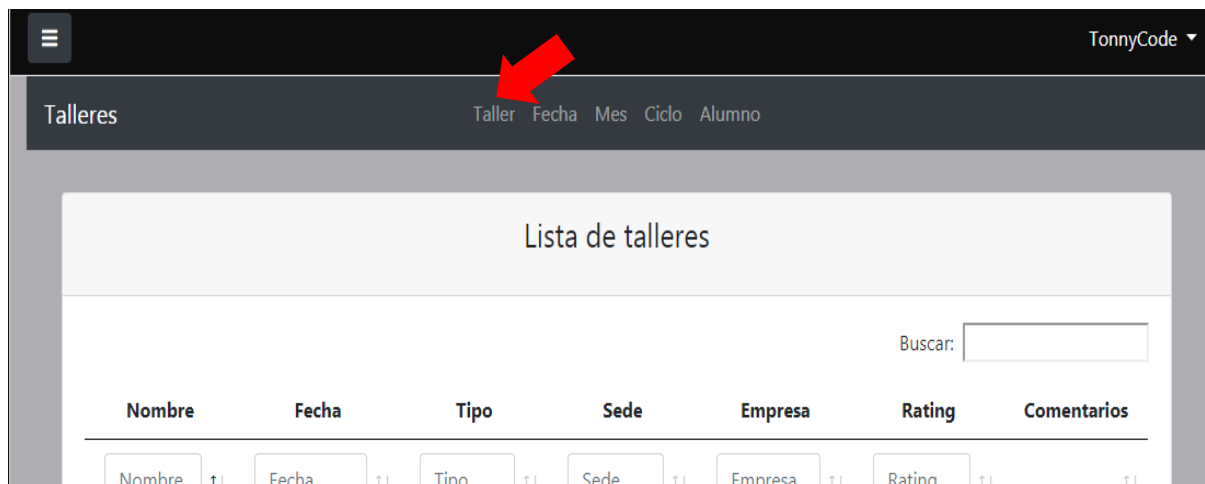 TonnyCode
Talleres Taller Fecha Mes Ciclo Alumno
Lista de talleres
Buscar:
Nombre Fecha Tipo Sede Empresa Rating Comentarios
Nombre Fecha Tipo Sede Empresa Rating